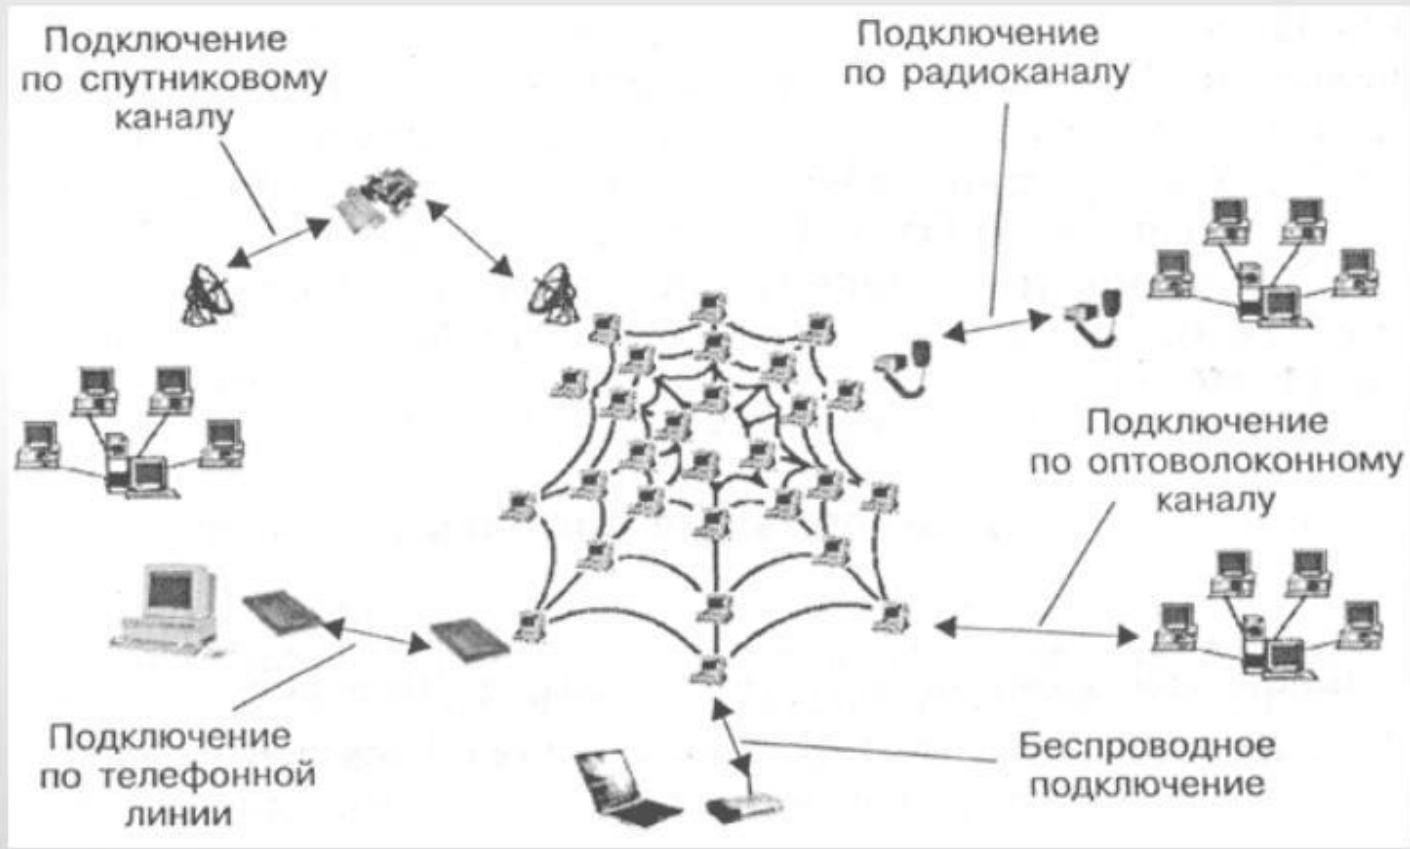 Подключение
по спутниковому
каналу
Подключение
по радиоканалу
Подключение
по оптоволоконному
каналу
Подключение
по телефонной
линии
Беспроводное
подключение